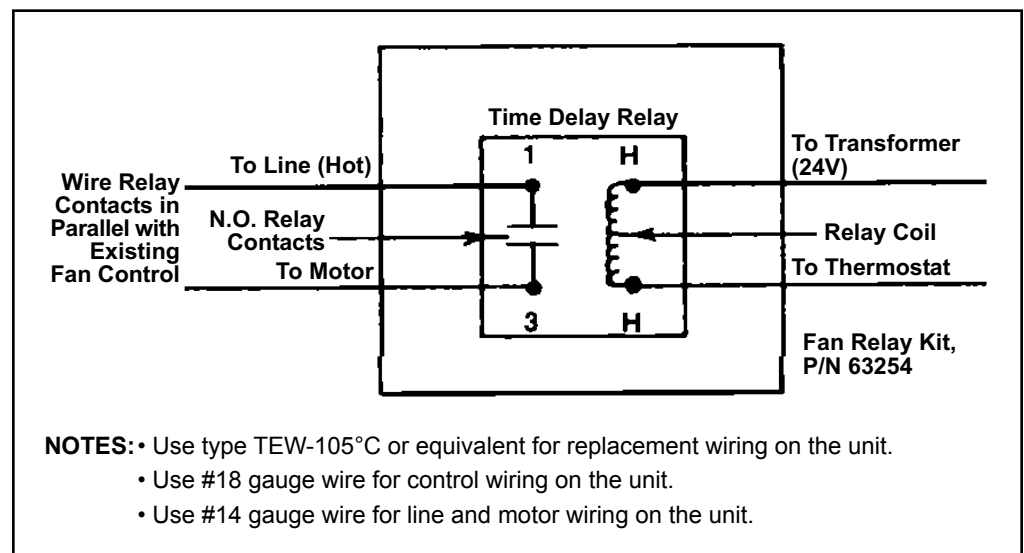 Time Delay Relay
1 H
To Line (Hot)
To Transformer
(24V)
Wire Relay
Contacts in
Parallel with
Existing
Fan Control
N.O. Relay
Contacts
Relay Coil
To Motor
To Thermostat
3 H
Fan Relay Kit,
P/N 63254
NOTES: • Use type TEW-105°C or equivalent for replacement wiring on the unit.
• Use #18 gauge wire for control wiring on the unit.
• Use #14 gauge wire for line and motor wiring on the unit.